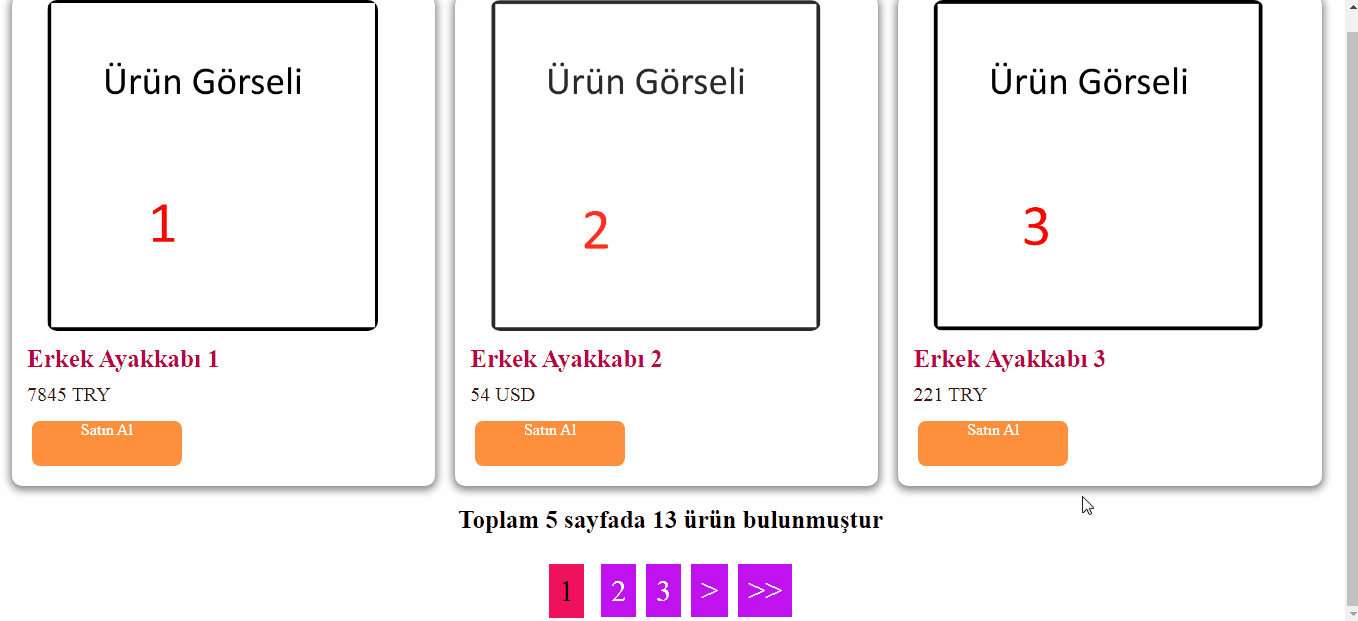 Ürün Görseli
1
Erkek Ayakkabı 1
7845 TRY
Satın Al
Ürün Görseli
2
Erkek Ayakkabı 2
54 USD
Satın Al
Ürün Görseli
3
Erkek Ayakkabı 3
221 TRY
Satın Al
Toplam 5 sayfada 13 ürün bulunmuştur
1 2 3 > >>